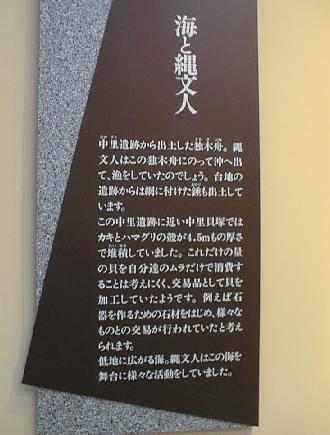 海と縄文人
中里遺跡から出土した独木舟。縄
文人はこの独木舟にのって沖へ出
て、漁をしていたのでしょう。台地の
遺跡からは網に付けた錘も出土して
います。
この中里遺跡に近い中里貝塚では
カキとハマグリの殻が4.5mもの厚さ
で堆積していました。これだけの量
の貝を自分達のムラだけで消費す
ることは考えにくく、交易品として貝を
加工していたようです。例えば石
器を作るための石材をはじめ、様々な
ものとの交易が行われていたと考え
られます。
低地に広がる海。縄文人はこの海を
舞台に様々な活動をしていました。